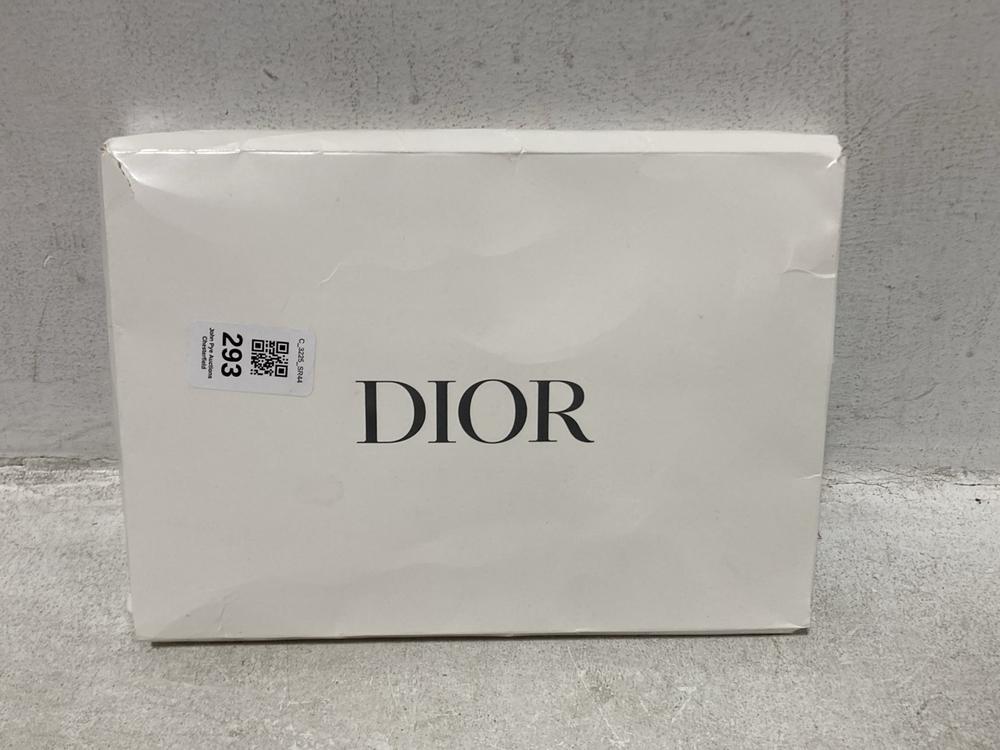 DIOR
C_3225_SR44
293
John Pye Auctions
Chesterfield